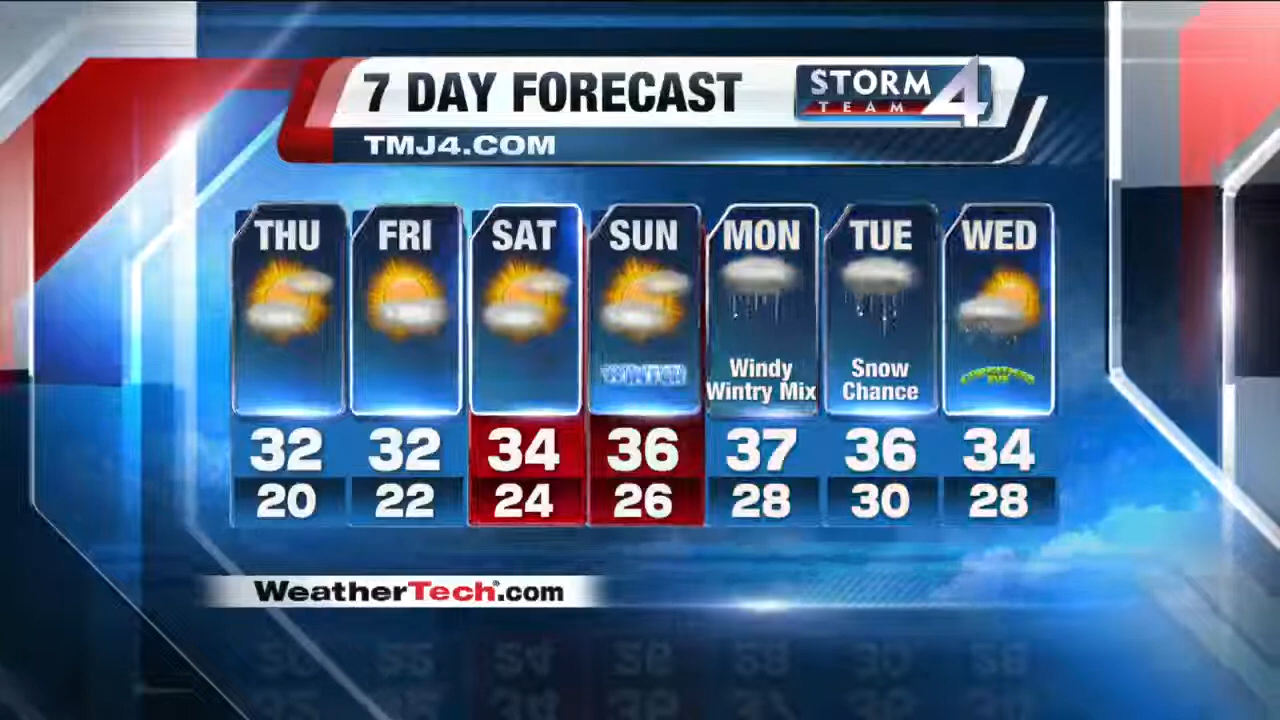 7 DAY FORECAST
STORM 4
TEAM
TMJ4.COM
THU FRI SAT SUN MON TUE WED
WINTER
Windy
Wintry Mix
Snow
Chance
32 32 34 36 37 36 34
20 22 24 26 28 30 28
WeatherTech®.com